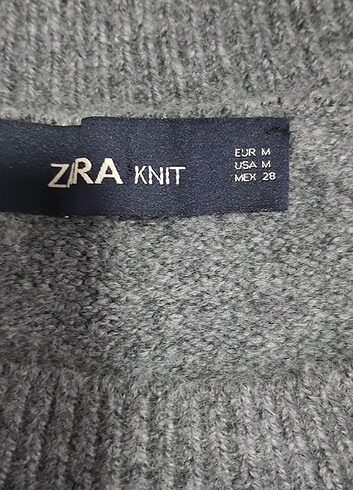 ZARA KNIT
EUR M
USA M
MEX 28